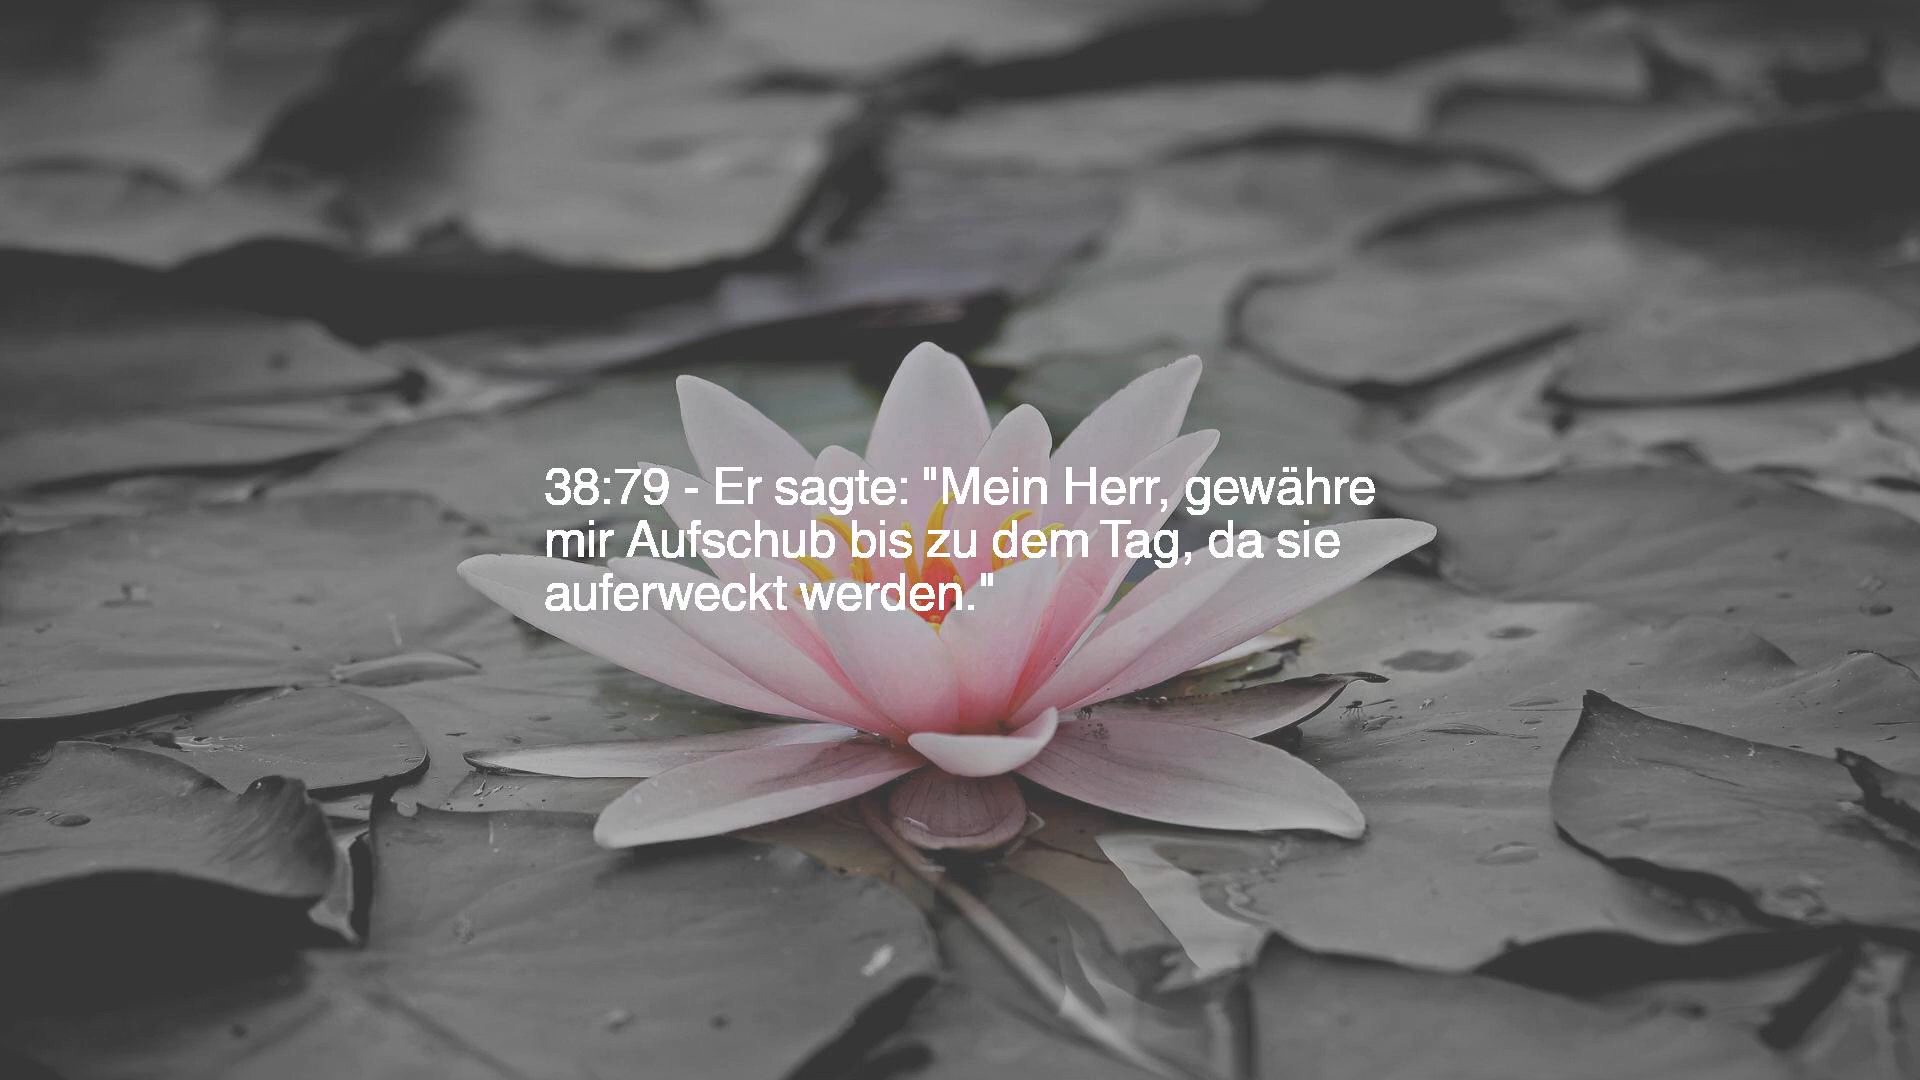 38:79 - Er sagte: "Mein Herr, gewähre
mir Aufschub bis zu dem Tag, da sie
auferweckt werden."